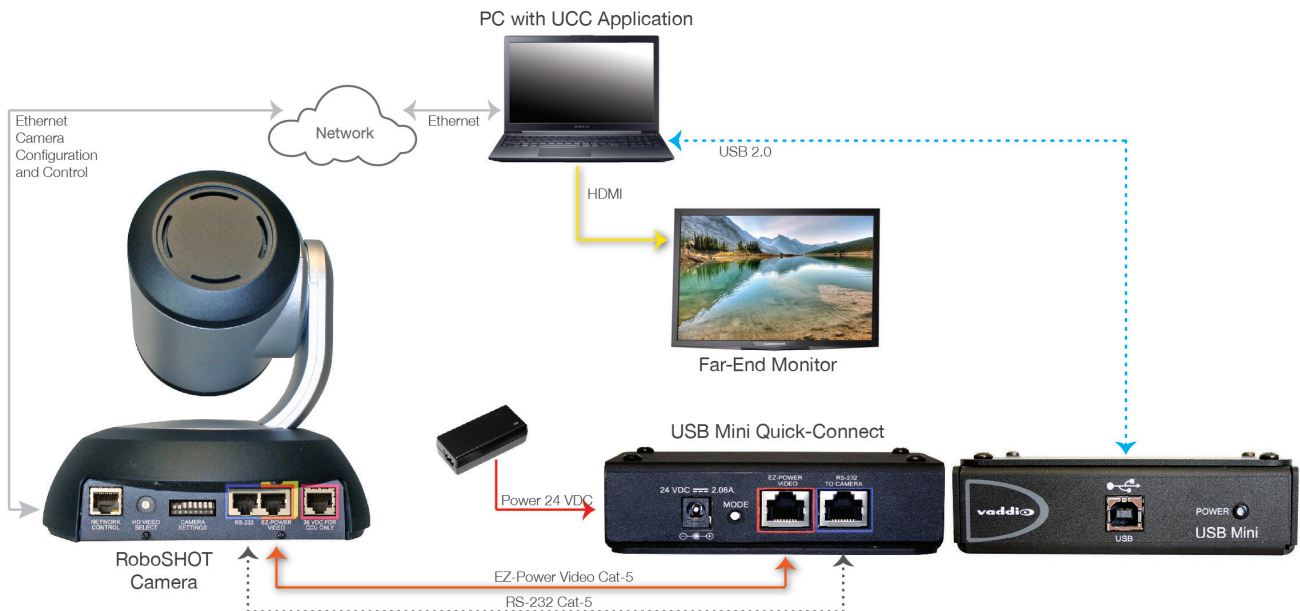 PC with UCC Application
Ethernet
Camera
Configuration
and Control
Network
Ethernet
USB 2.0
HDMI
Far-End Monitor
USB Mini Quick-Connect
Power 24 VDC
24 VDC 2.08A
MODE
EZ-POWER
VIDEO
RS-232
TO CAMERA
vaddio
USB
POWER
USB Mini
NETWORK
CONTROL
HD VIDEO
SELECT
CAMERA
SETTINGS
RS-232
EZ-POWER
VIDEO
36 VDC FOR
CCU ONLY
RoboSHOT
Camera
EZ-Power Video Cat-5
RS-232 Cat-5